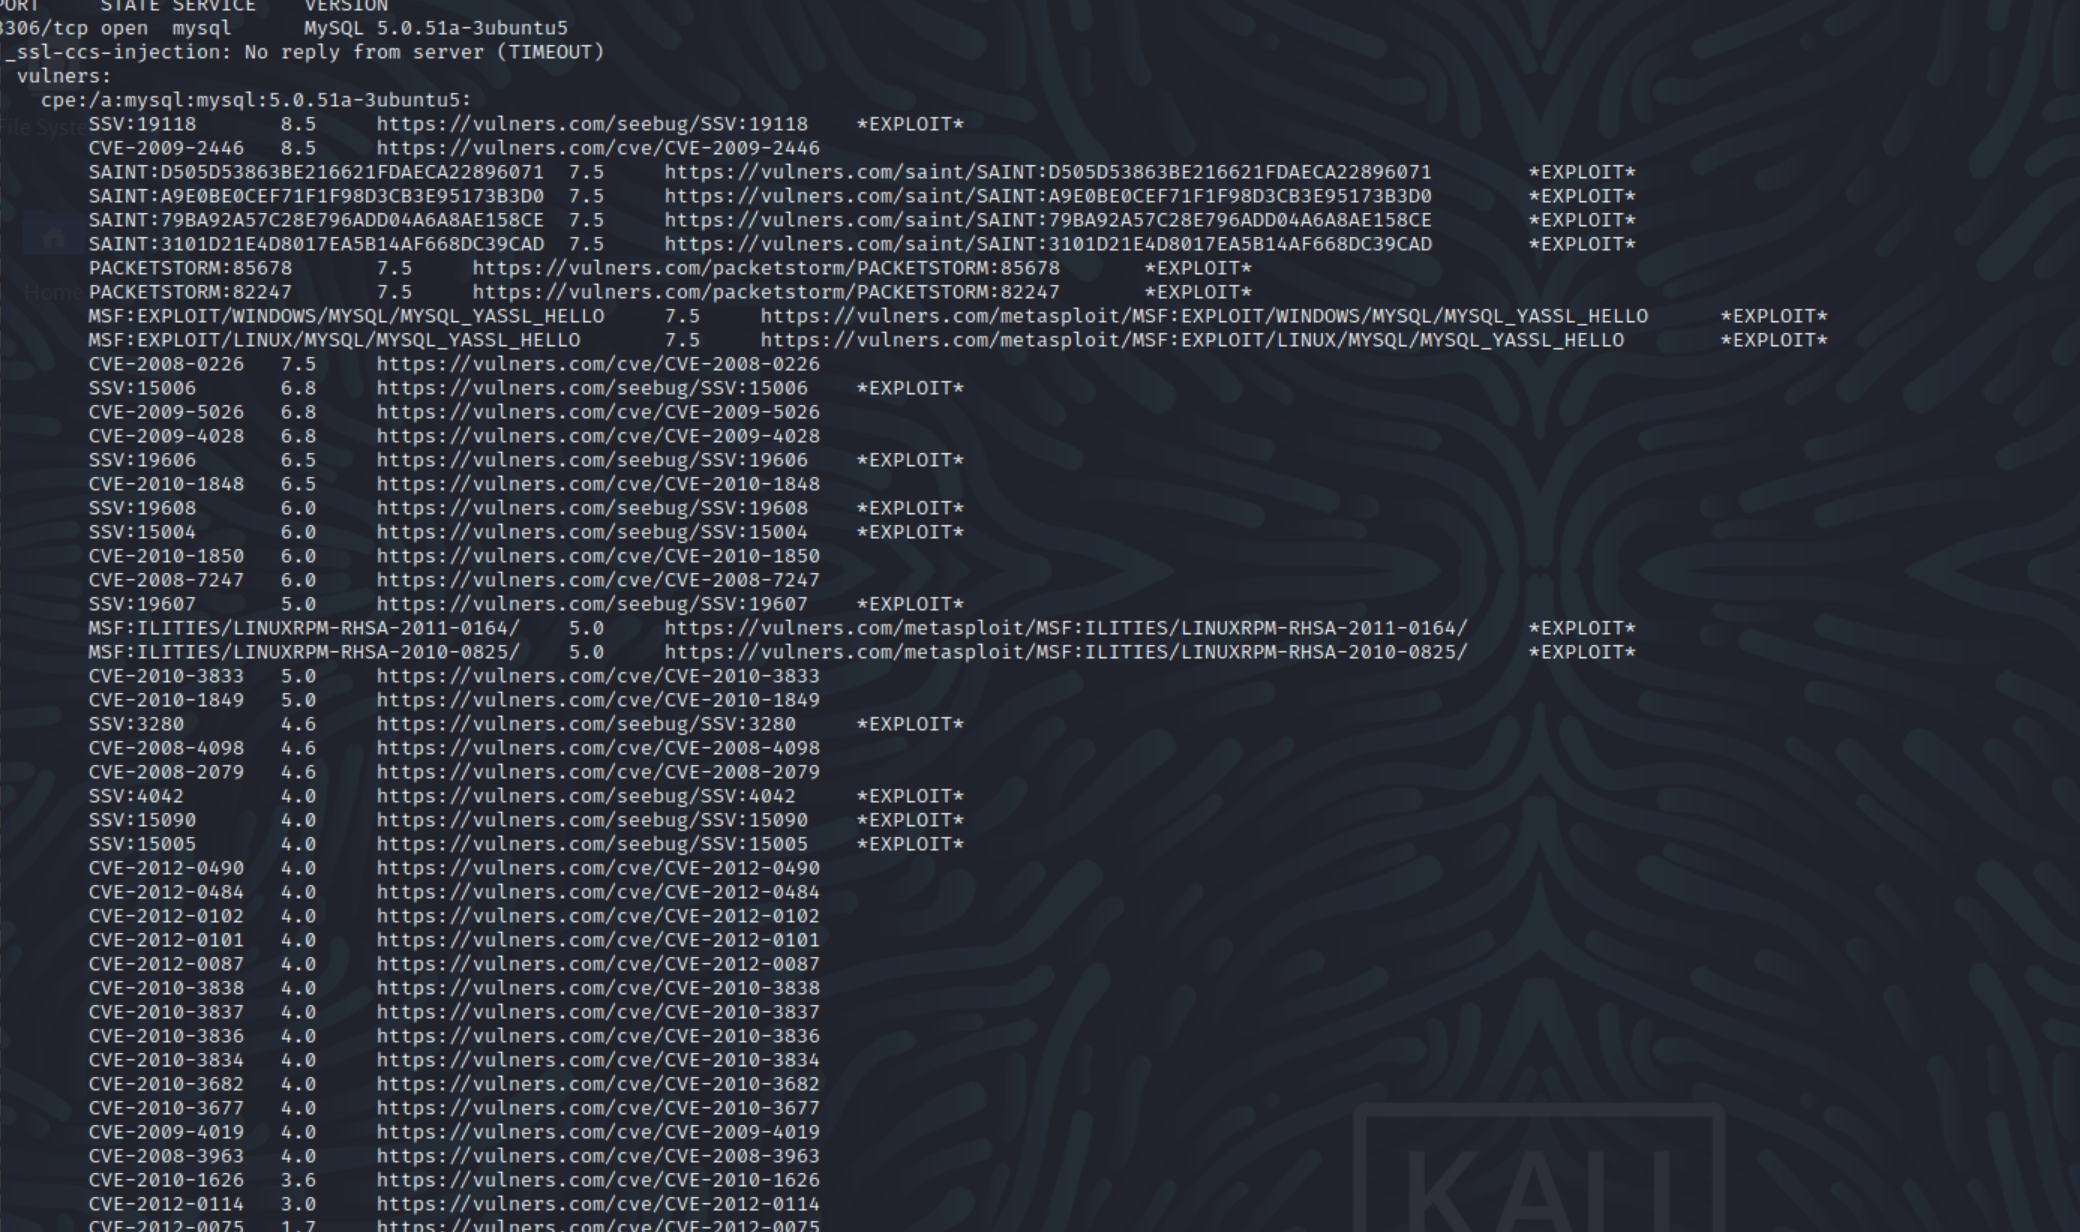 PORT     STATE SERVICE    VERSION
3306/tcp open  mysql      MySQL 5.0.51a-3ubuntu5
_ssl-ccs-injection: No reply from server (TIMEOUT)
vulners:
cpe:/a:mysql:mysql:5.0.51a-3ubuntu5:
SSV:19118 8.5 https://vulners.com/seebug/SSV:19118 *EXPLOIT*
CVE-2009-2446 8.5 https://vulners.com/cve/CVE-2009-2446
SAINT:D505D53863BE216621FDAECA22896071 7.5 https://vulners.com/saint/SAINT:D505D53863BE216621FDAECA22896071 *EXPLOIT*
SAINT:A9E0BE0CEF71F1F98D3CB3E95173B3D0 7.5 https://vulners.com/saint/SAINT:A9E0BE0CEF71F1F98D3CB3E95173B3D0 *EXPLOIT*
SAINT:79BA92A57C28E796ADD04A6A8AE158CE 7.5 https://vulners.com/saint/SAINT:79BA92A57C28E796ADD04A6A8AE158CE *EXPLOIT*
SAINT:3101D21E4D8017EA5B14AF668DC39CAD 7.5 https://vulners.com/saint/SAINT:3101D21E4D8017EA5B14AF668DC39CAD *EXPLOIT*
PACKETSTORM:85678 7.5 https://vulners.com/packetstorm/PACKETSTORM:85678 *EXPLOIT*
PACKETSTORM:82247 7.5 https://vulners.com/packetstorm/PACKETSTORM:82247 *EXPLOIT*
MSF:EXPLOIT/WINDOWS/MYSQL/MYSQL_YASSL_HELLO 7.5 https://vulners.com/metasploit/MSF:EXPLOIT/WINDOWS/MYSQL/MYSQL_YASSL_HELLO *EXPLOIT*
MSF:EXPLOIT/LINUX/MYSQL/MYSQL_YASSL_HELLO 7.5 https://vulners.com/metasploit/MSF:EXPLOIT/LINUX/MYSQL/MYSQL_YASSL_HELLO *EXPLOIT*
CVE-2008-0226 7.5 https://vulners.com/cve/CVE-2008-0226
SSV:15006 6.8 https://vulners.com/seebug/SSV:15006 *EXPLOIT*
CVE-2009-5026 6.8 https://vulners.com/cve/CVE-2009-5026
CVE-2009-4028 6.8 https://vulners.com/cve/CVE-2009-4028
SSV:19606 6.5 https://vulners.com/seebug/SSV:19606 *EXPLOIT*
CVE-2010-1848 6.5 https://vulners.com/cve/CVE-2010-1848
SSV:19608 6.0 https://vulners.com/seebug/SSV:19608 *EXPLOIT*
SSV:15004 6.0 https://vulners.com/seebug/SSV:15004 *EXPLOIT*
CVE-2010-1850 6.0 https://vulners.com/cve/CVE-2010-1850
CVE-2008-7247 6.0 https://vulners.com/cve/CVE-2008-7247
SSV:19607 5.0 https://vulners.com/seebug/SSV:19607 *EXPLOIT*
MSF:ILITIES/LINUXRPM-RHSA-2011-0164/ 5.0 https://vulners.com/metasploit/MSF:ILITIES/LINUXRPM-RHSA-2011-0164/ *EXPLOIT*
MSF:ILITIES/LINUXRPM-RHSA-2010-0825/ 5.0 https://vulners.com/metasploit/MSF:ILITIES/LINUXRPM-RHSA-2010-0825/ *EXPLOIT*
CVE-2010-3833 5.0 https://vulners.com/cve/CVE-2010-3833
CVE-2010-1849 5.0 https://vulners.com/cve/CVE-2010-1849
SSV:3280 4.6 https://vulners.com/seebug/SSV:3280 *EXPLOIT*
CVE-2008-4098 4.6 https://vulners.com/cve/CVE-2008-4098
CVE-2008-2079 4.6 https://vulners.com/cve/CVE-2008-2079
SSV:4042 4.0 https://vulners.com/seebug/SSV:4042 *EXPLOIT*
SSV:15090 4.0 https://vulners.com/seebug/SSV:15090 *EXPLOIT*
SSV:15005 4.0 https://vulners.com/seebug/SSV:15005 *EXPLOIT*
CVE-2012-0490 4.0 https://vulners.com/cve/CVE-2012-0490
CVE-2012-0484 4.0 https://vulners.com/cve/CVE-2012-0484
CVE-2012-0102 4.0 https://vulners.com/cve/CVE-2012-0102
CVE-2012-0101 4.0 https://vulners.com/cve/CVE-2012-0101
CVE-2012-0087 4.0 https://vulners.com/cve/CVE-2012-0087
CVE-2010-3838 4.0 https://vulners.com/cve/CVE-2010-3838
CVE-2010-3837 4.0 https://vulners.com/cve/CVE-2010-3837
CVE-2010-3836 4.0 https://vulners.com/cve/CVE-2010-3836
CVE-2010-3834 4.0 https://vulners.com/cve/CVE-2010-3834
CVE-2010-3682 4.0 https://vulners.com/cve/CVE-2010-3682
CVE-2010-3677 4.0 https://vulners.com/cve/CVE-2010-3677
CVE-2009-4019 4.0 https://vulners.com/cve/CVE-2009-4019
CVE-2008-3963 4.0 https://vulners.com/cve/CVE-2008-3963
CVE-2010-1626 3.6 https://vulners.com/cve/CVE-2010-1626
CVE-2012-0114 3.0 https://vulners.com/cve/CVE-2012-0114
CVE-2012-0075 1.7 https://vulners.com/cve/CVE-2012-0075
File Syste
Home
KALI